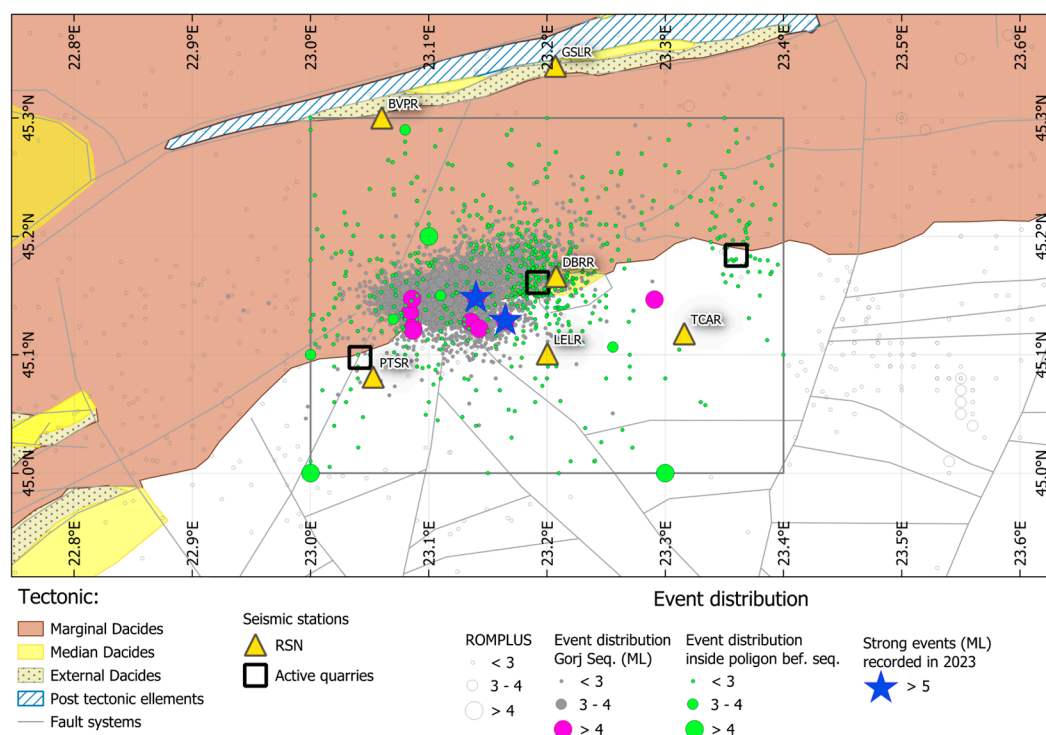 22.8°E 22.9°E 23.0°E 23.1°E 23.2°E 23.3°E 23.4°E 23.5°E 23.6°E
GSLR
BVPR
45.3°N 45.3°N
45.2°N 45.2°N
DBRR
TCAR
LELR
45.1°N 45.1°N
PTSR
45.0°N 45.0°N
22.8°E 22.9°E 23.0°E 23.1°E 23.2°E 23.3°E 23.4°E 23.5°E 23.6°E
Tectonic:
Marginal Dacides
Median Dacides
External Dacides
Post tectonic ellements
Fault systems
Seismic stations
RSN
Active quarries
Event distribution
ROMPLUS
< 3
3 - 4
> 4
Event distribution
Gorj Seq. (ML)
< 3
3 - 4
> 4
Event distribution
inside poligon bef. seq.
< 3
3 - 4
> 4
Strong events (ML)
recorded in 2023
> 5